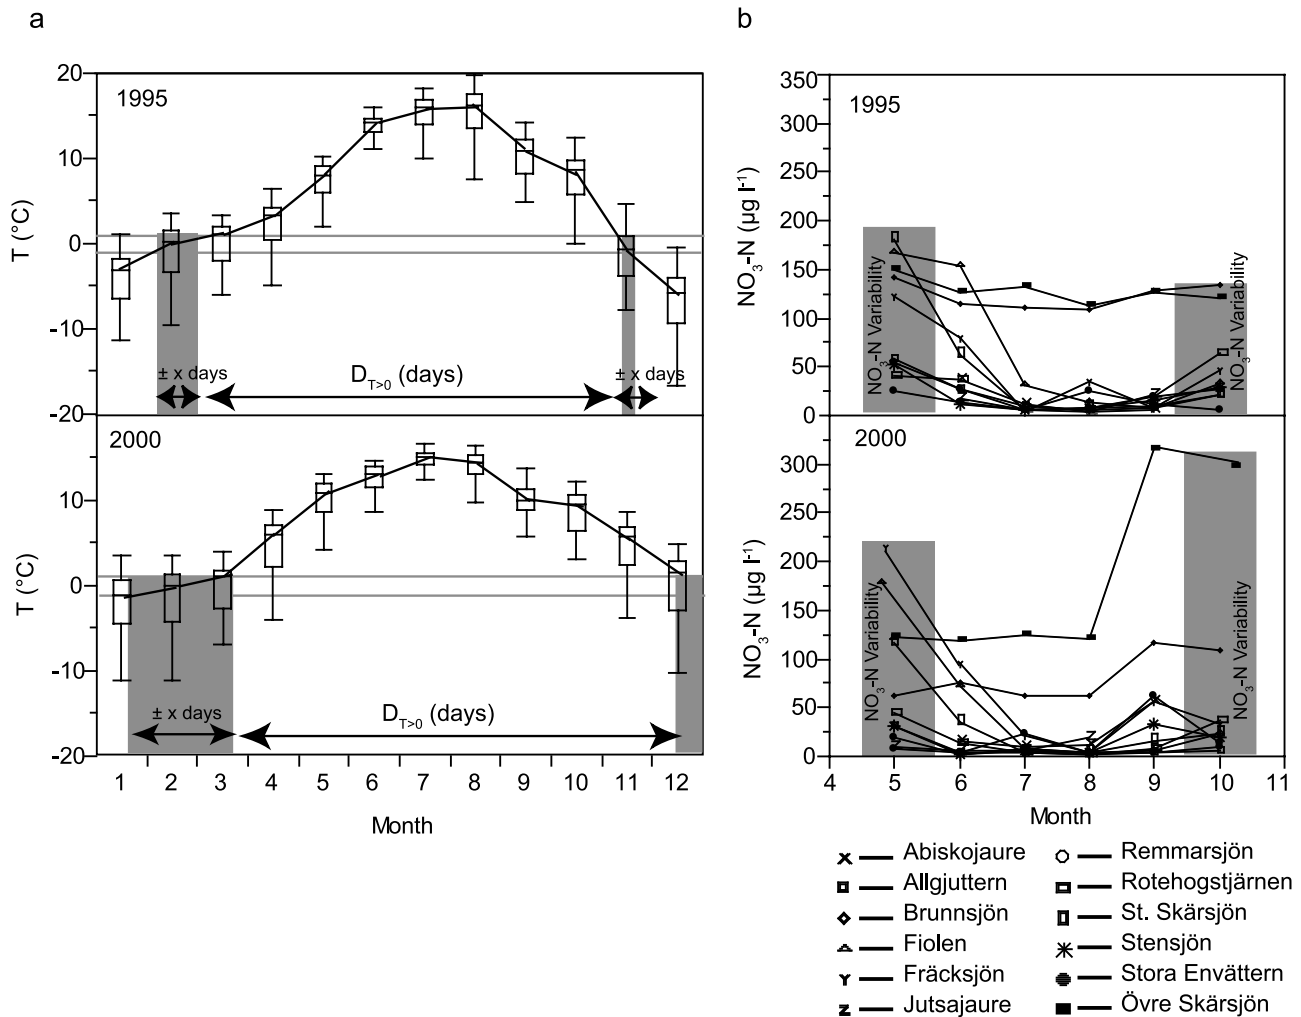 a
b
1995
20
10
0
-10
-20
T (°C)
± x days
D_T>0 (days)
± x days
2000
10
0
-10
-20
T (°C)
± x days
D_T>0 (days)
1 2 3 4 5 6 7 8 9 10 11 12
Month
1995
350
300
250
200
150
100
50
0
NO₃-N (µg l⁻¹)
NO₃-N Variability
NO₃-N Variability
2000
300
250
200
150
100
50
0
NO₃-N (µg l⁻¹)
NO₃-N Variability
NO₃-N Variability
4 5 6 7 8 9 10 11
Month
Abiskojaure
Allgjuttern
Brunnsjön
Fiolen
Fräcksjön
Jutsajaure
Remmarsjön
Rotehogstjärnen
St. Skärsjön
Stensjön
Stora Envättern
Övre Skärsjön